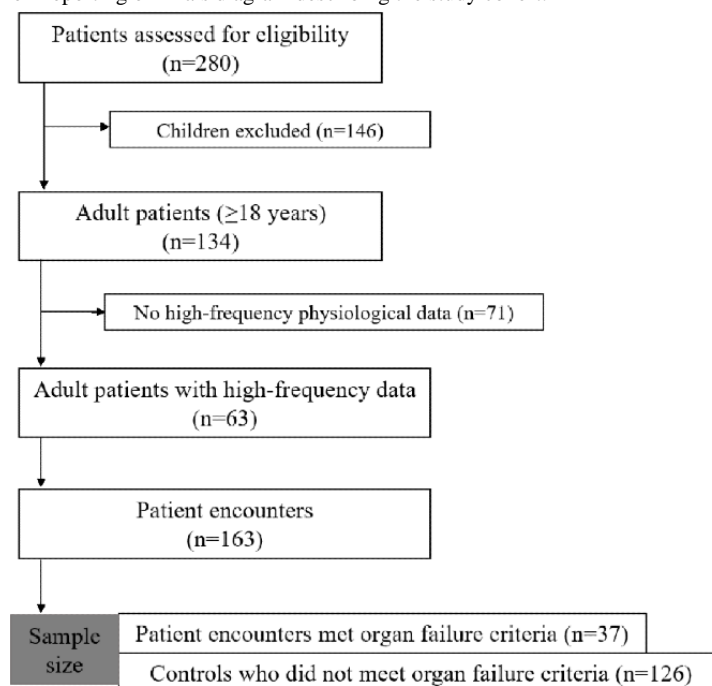 Patients assessed for eligibility
(n=280)
Children excluded (n=146)
Adult patients (≥18 years)
(n=134)
No high-frequency physiological data (n=71)
Adult patients with high-frequency data
(n=63)
Patient encounters
(n=163)
Sample
size
Patient encounters met organ failure criteria (n=37)
Controls who did not meet organ failure criteria (n=126)